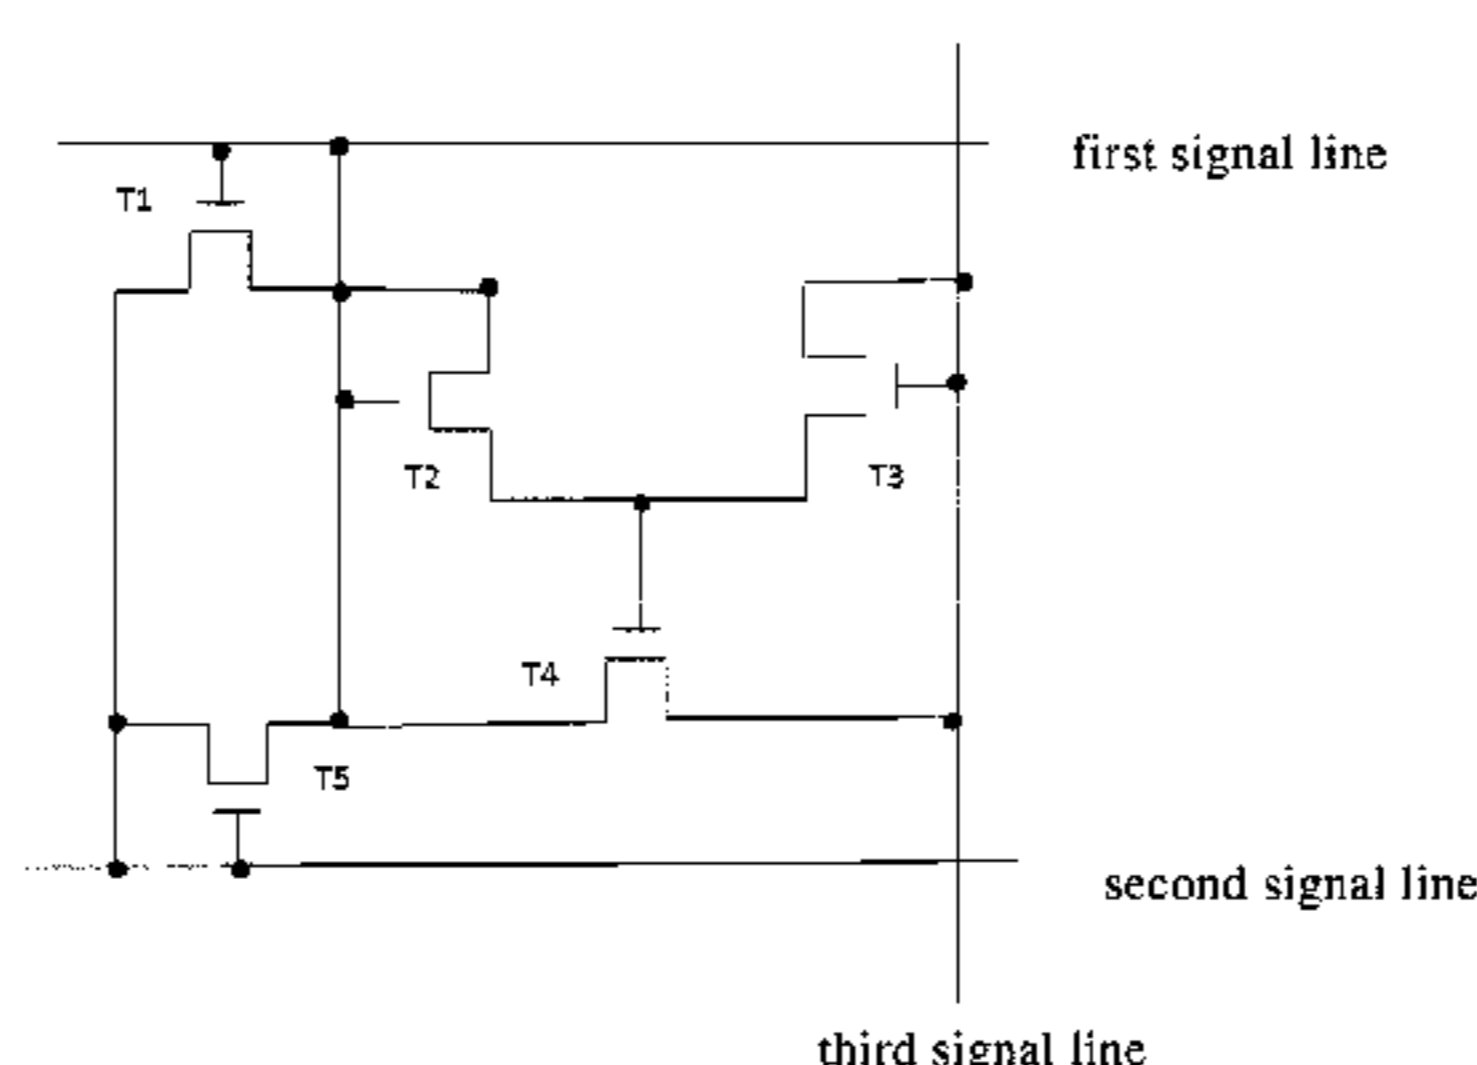 first signal line
T1
T2
T3
T4
T5
second signal line
third signal line